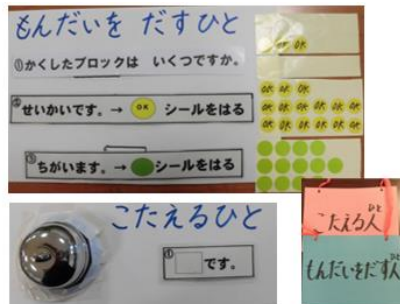 もんだいを だすひと
①かくしたブロックは いくつですか。
②せいかいです。→ OK シールをはる
③ちがいます。→ シールをはる
OK OK
OK OK OK
OK OK OK OK OK
OK OK OK OK OK
こたえるひと
① です。
こたえる人
ひと
もんだいをだす人
ひと